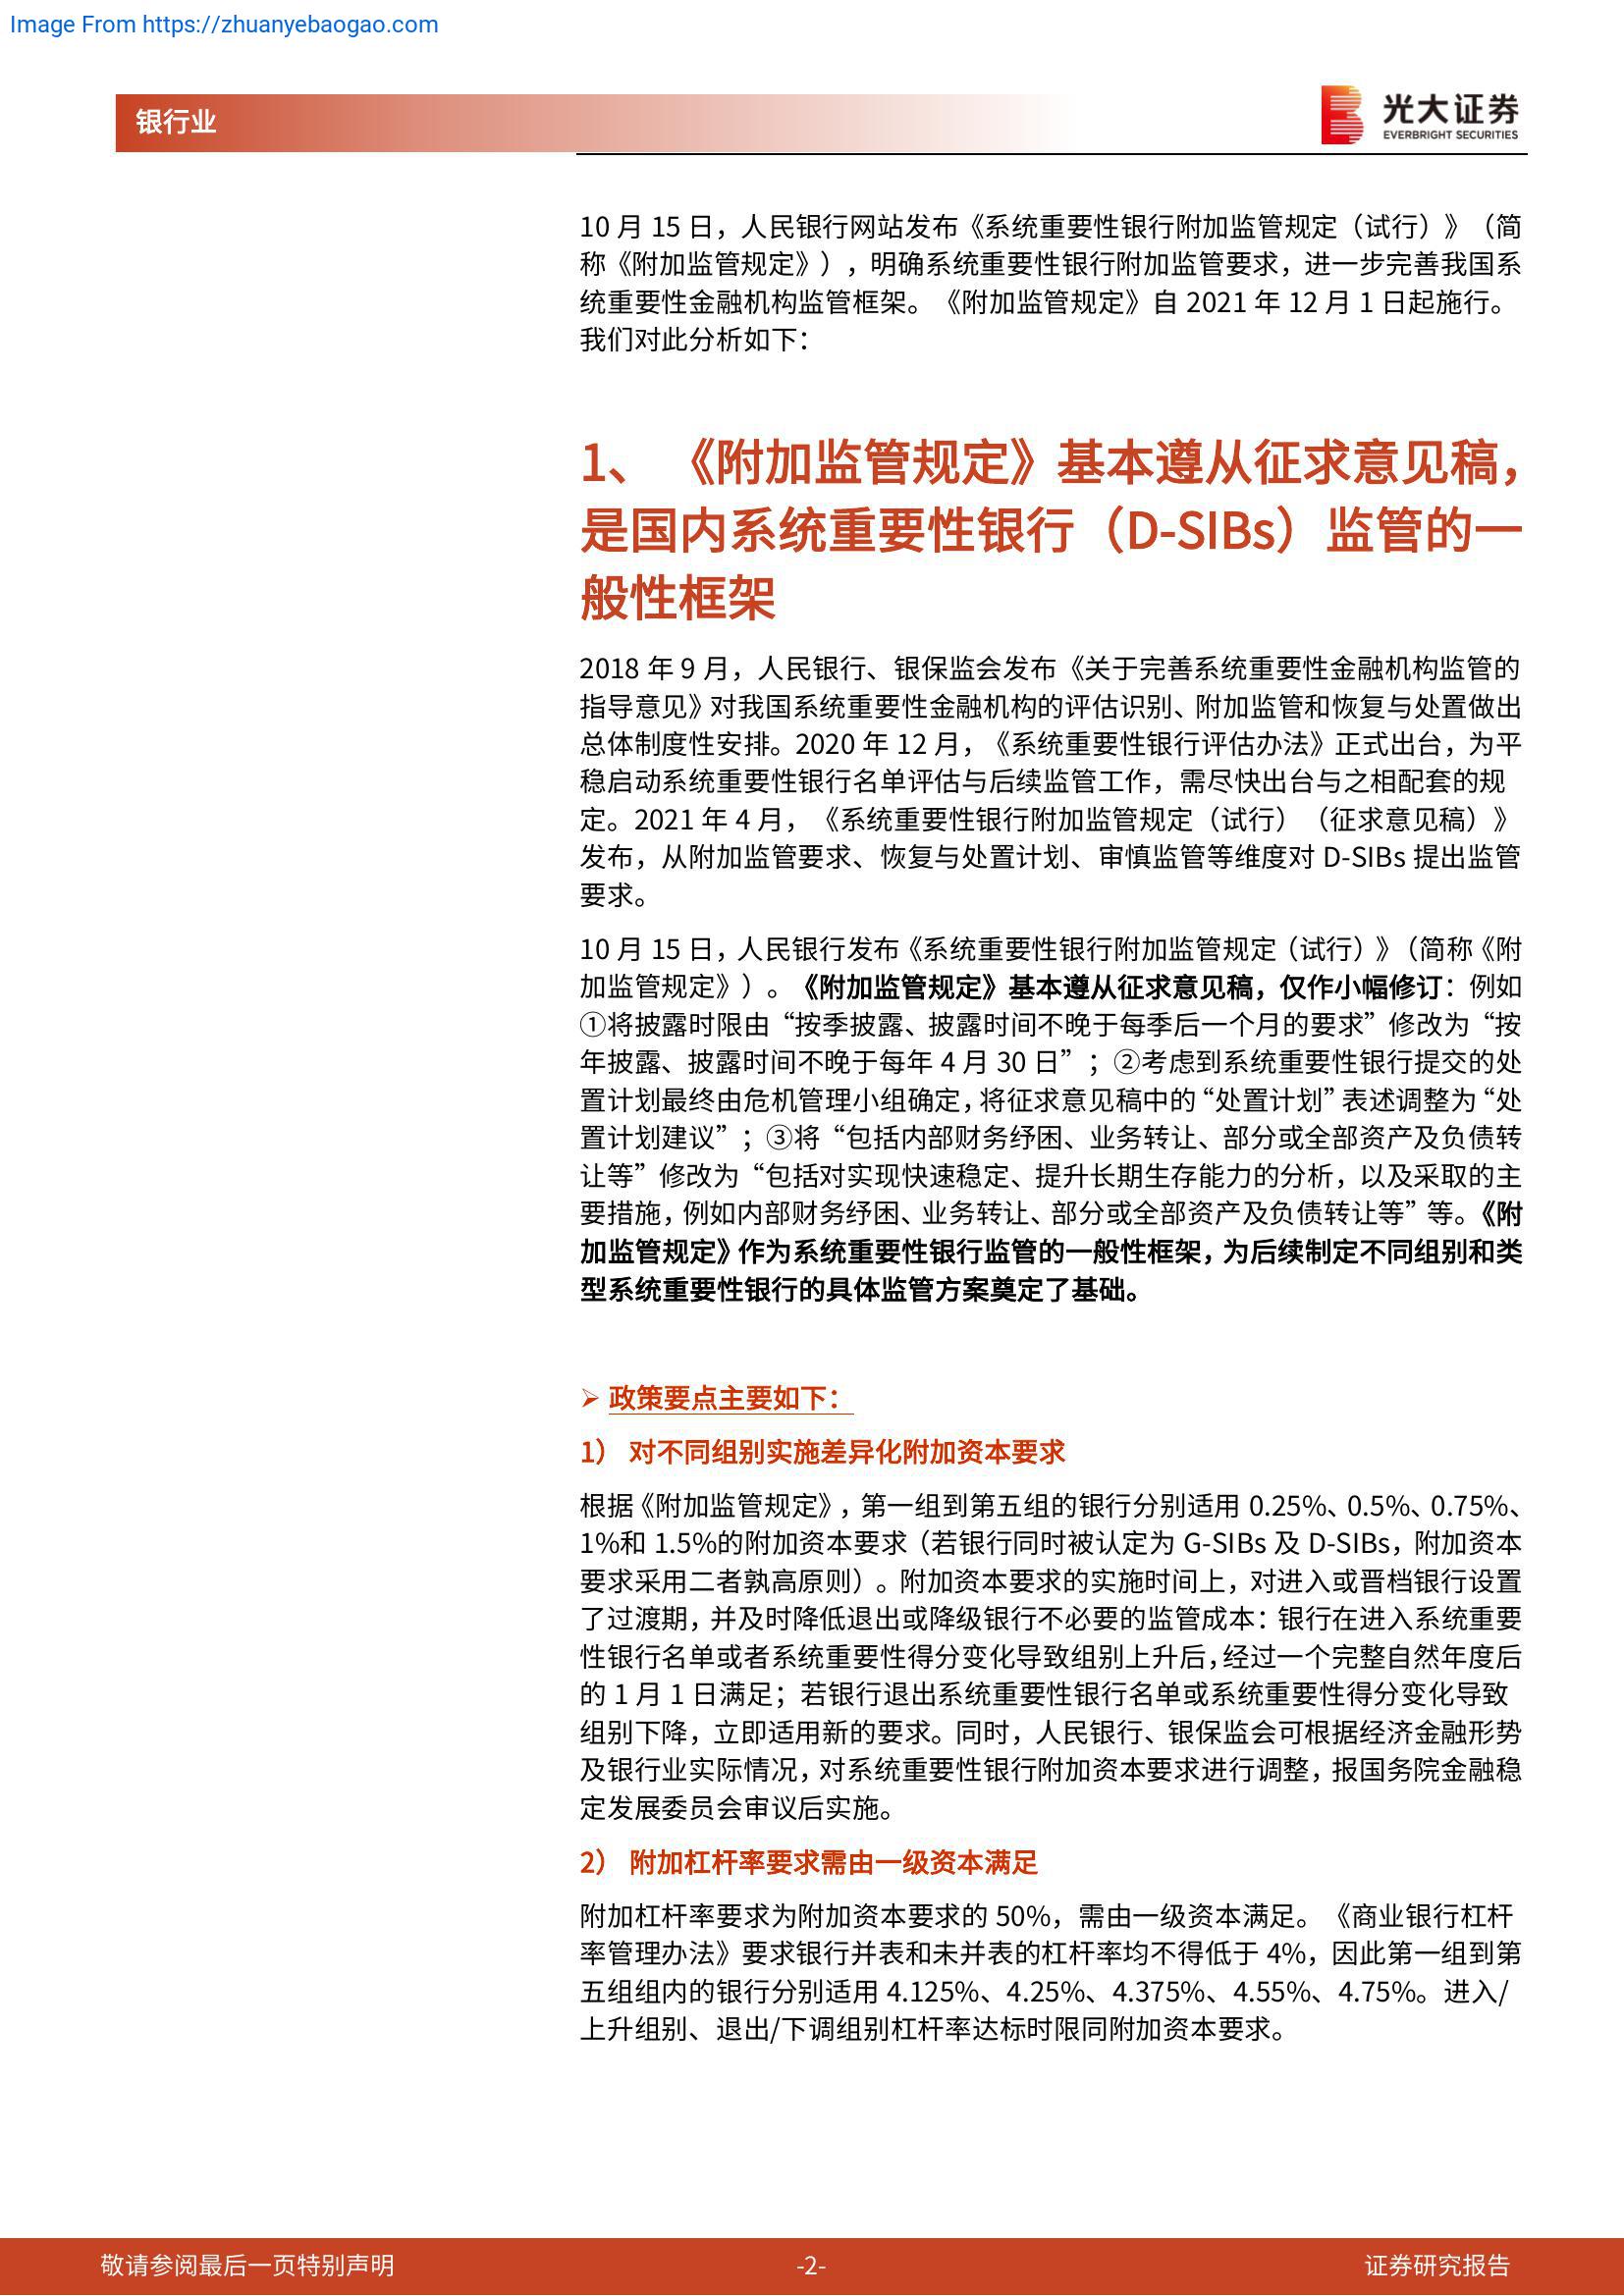 Image From https://zhuanyebaogao.com
银行业
光大证券
EVERBRIGHT SECURITIES
10 月 15 日，人民银行网站发布《系统重要性银行附加监管规定（试行）》（简
称《附加监管规定》），明确系统重要性银行附加监管要求，进一步完善我国系
统重要性金融机构监管框架。《附加监管规定》自 2021 年 12 月 1 日起施行。
我们对此分析如下：
1、 《附加监管规定》基本遵从征求意见稿，
是国内系统重要性银行（D-SIBs）监管的一
般性框架
2018 年 9 月，人民银行、银保监会发布《关于完善系统重要性金融机构监管的
指导意见》对我国系统重要性金融机构的评估识别、附加监管和恢复与处置做出
总体制度性安排。2020 年 12 月，《系统重要性银行评估办法》正式出台，为平
稳启动系统重要性银行名单评估与后续监管工作，需尽快出台与之相配套的规
定。2021 年 4 月，《系统重要性银行附加监管规定（试行）（征求意见稿）》
发布，从附加监管要求、恢复与处置计划、审慎监管等维度对 D-SIBs 提出监管
要求。
10 月 15 日，人民银行发布《系统重要性银行附加监管规定（试行）》（简称《附
加监管规定》）。《附加监管规定》基本遵从征求意见稿，仅作小幅修订：例如
①将披露时限由“按季披露、披露时间不晚于每季后一个月的要求”修改为“按
年披露、披露时间不晚于每年 4 月 30 日”；②考虑到系统重要性银行提交的处
置计划最终由危机管理小组确定，将征求意见稿中的“处置计划”表述调整为“处
置计划建议”；③将“包括内部财务纾困、业务转让、部分或全部资产及负债转
让等”修改为“包括对实现快速稳定、提升长期生存能力的分析，以及采取的主
要措施，例如内部财务纾困、业务转让、部分或全部资产及负债转让等”等。《附
加监管规定》作为系统重要性银行监管的一般性框架，为后续制定不同组别和类
型系统重要性银行的具体监管方案奠定了基础。
➢ 政策要点主要如下：
1） 对不同组别实施差异化附加资本要求
根据《附加监管规定》，第一组到第五组的银行分别适用 0.25%、0.5%、0.75%、
1%和 1.5%的附加资本要求（若银行同时被认定为 G-SIBs 及 D-SIBs，附加资本
要求采用二者孰高原则）。附加资本要求的实施时间上，对进入或晋档银行设置
了过渡期，并及时降低退出或降级银行不必要的监管成本：银行在进入系统重要
性银行名单或者系统重要性得分变化导致组别上升后，经过一个完整自然年度后
的 1 月 1 日满足；若银行退出系统重要性银行名单或系统重要性得分变化导致
组别下降，立即适用新的要求。同时，人民银行、银保监会可根据经济金融形势
及银行业实际情况，对系统重要性银行附加资本要求进行调整，报国务院金融稳
定发展委员会审议后实施。
2） 附加杠杆率要求需由一级资本满足
附加杠杆率要求为附加资本要求的 50%，需由一级资本满足。《商业银行杠杆
率管理办法》要求银行并表和未并表的杠杆率均不得低于 4%，因此第一组到第
五组组内的银行分别适用 4.125%、4.25%、4.375%、4.55%、4.75%。进入/
上升组别、退出/下调组别杠杆率达标时限同附加资本要求。
敬请参阅最后一页特别声明
-2-
证券研究报告